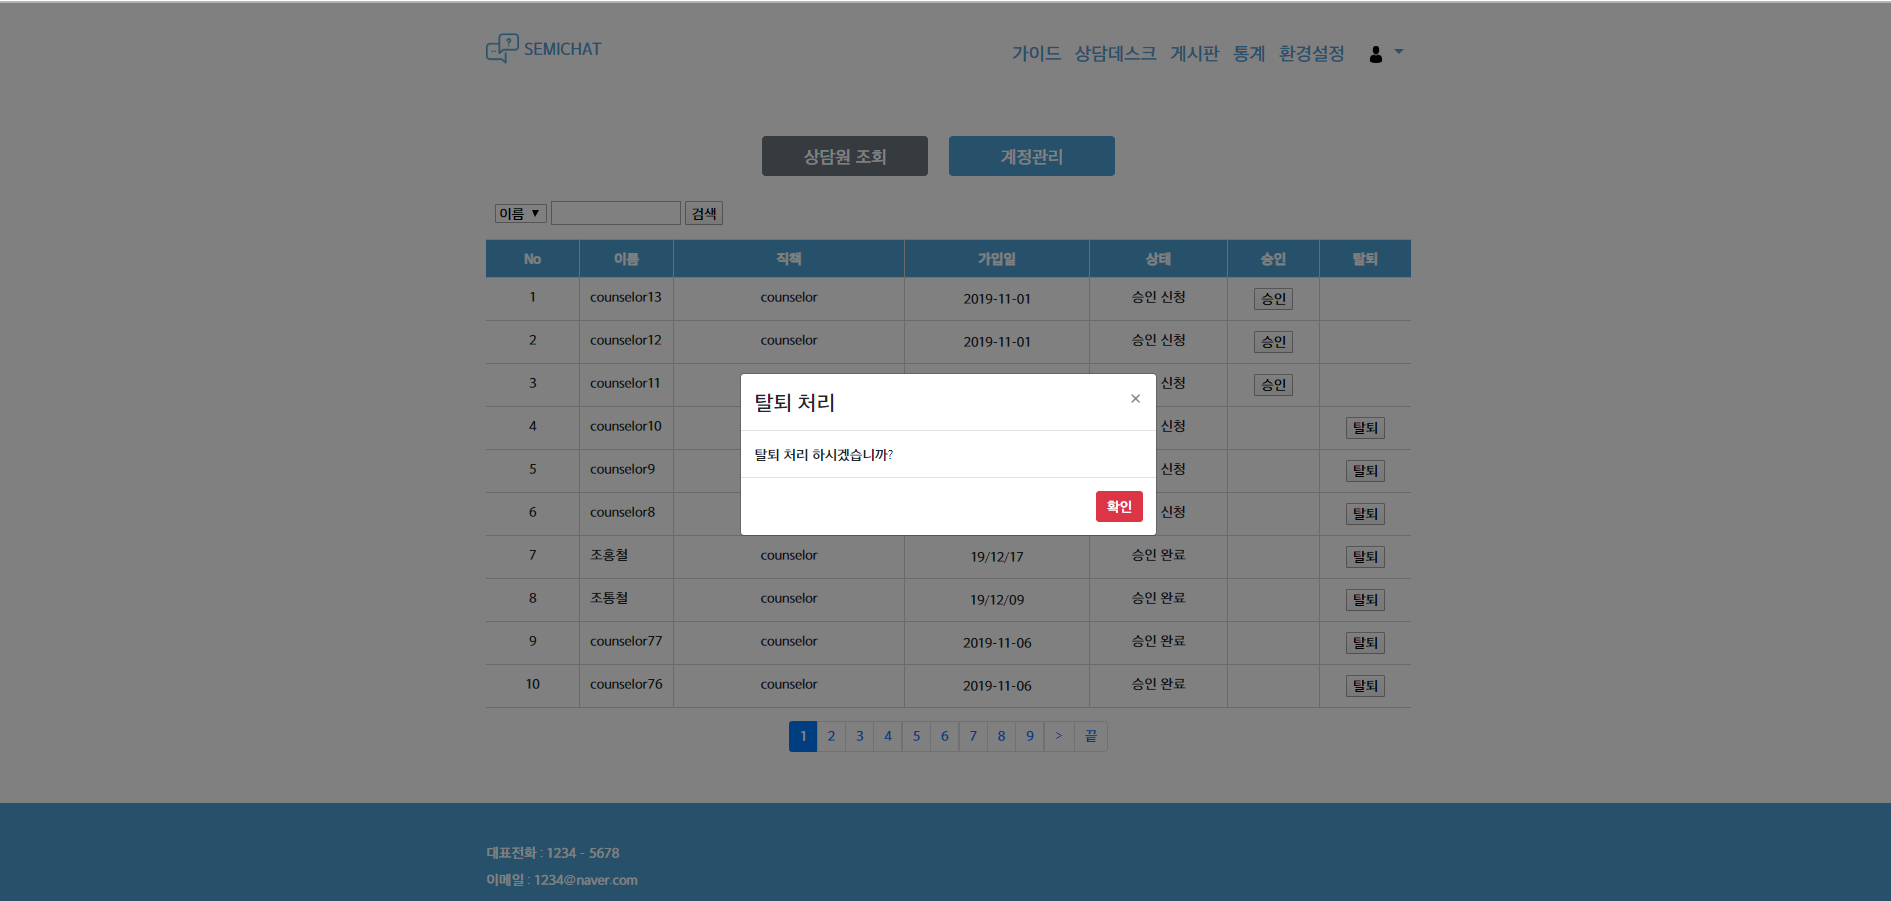 SEMICHAT
가이드 상담데스크 게시판 통계 환경설정
상담원 조회 계정관리
이름 ▼ 검색
No 이름 직책 가입일 상태 승인 탈퇴
1 counselor13 counselor 2019-11-01 승인 신청 승인
2 counselor12 counselor 2019-11-01 승인 신청 승인
3 counselor11 신청 승인
4 counselor10 신청 탈퇴
5 counselor9 신청 탈퇴
6 counselor8 신청 탈퇴
탈퇴 처리 ×
탈퇴 처리 하시겠습니까?
확인
7 조홍철 counselor 19/12/17 승인 완료 탈퇴
8 조통철 counselor 19/12/09 승인 완료 탈퇴
9 counselor77 counselor 2019-11-06 승인 완료 탈퇴
10 counselor76 counselor 2019-11-06 승인 완료 탈퇴
1 2 3 4 5 6 7 8 9 > 끝
대표전화 : 1234 - 5678
이메일 : 1234@naver.com